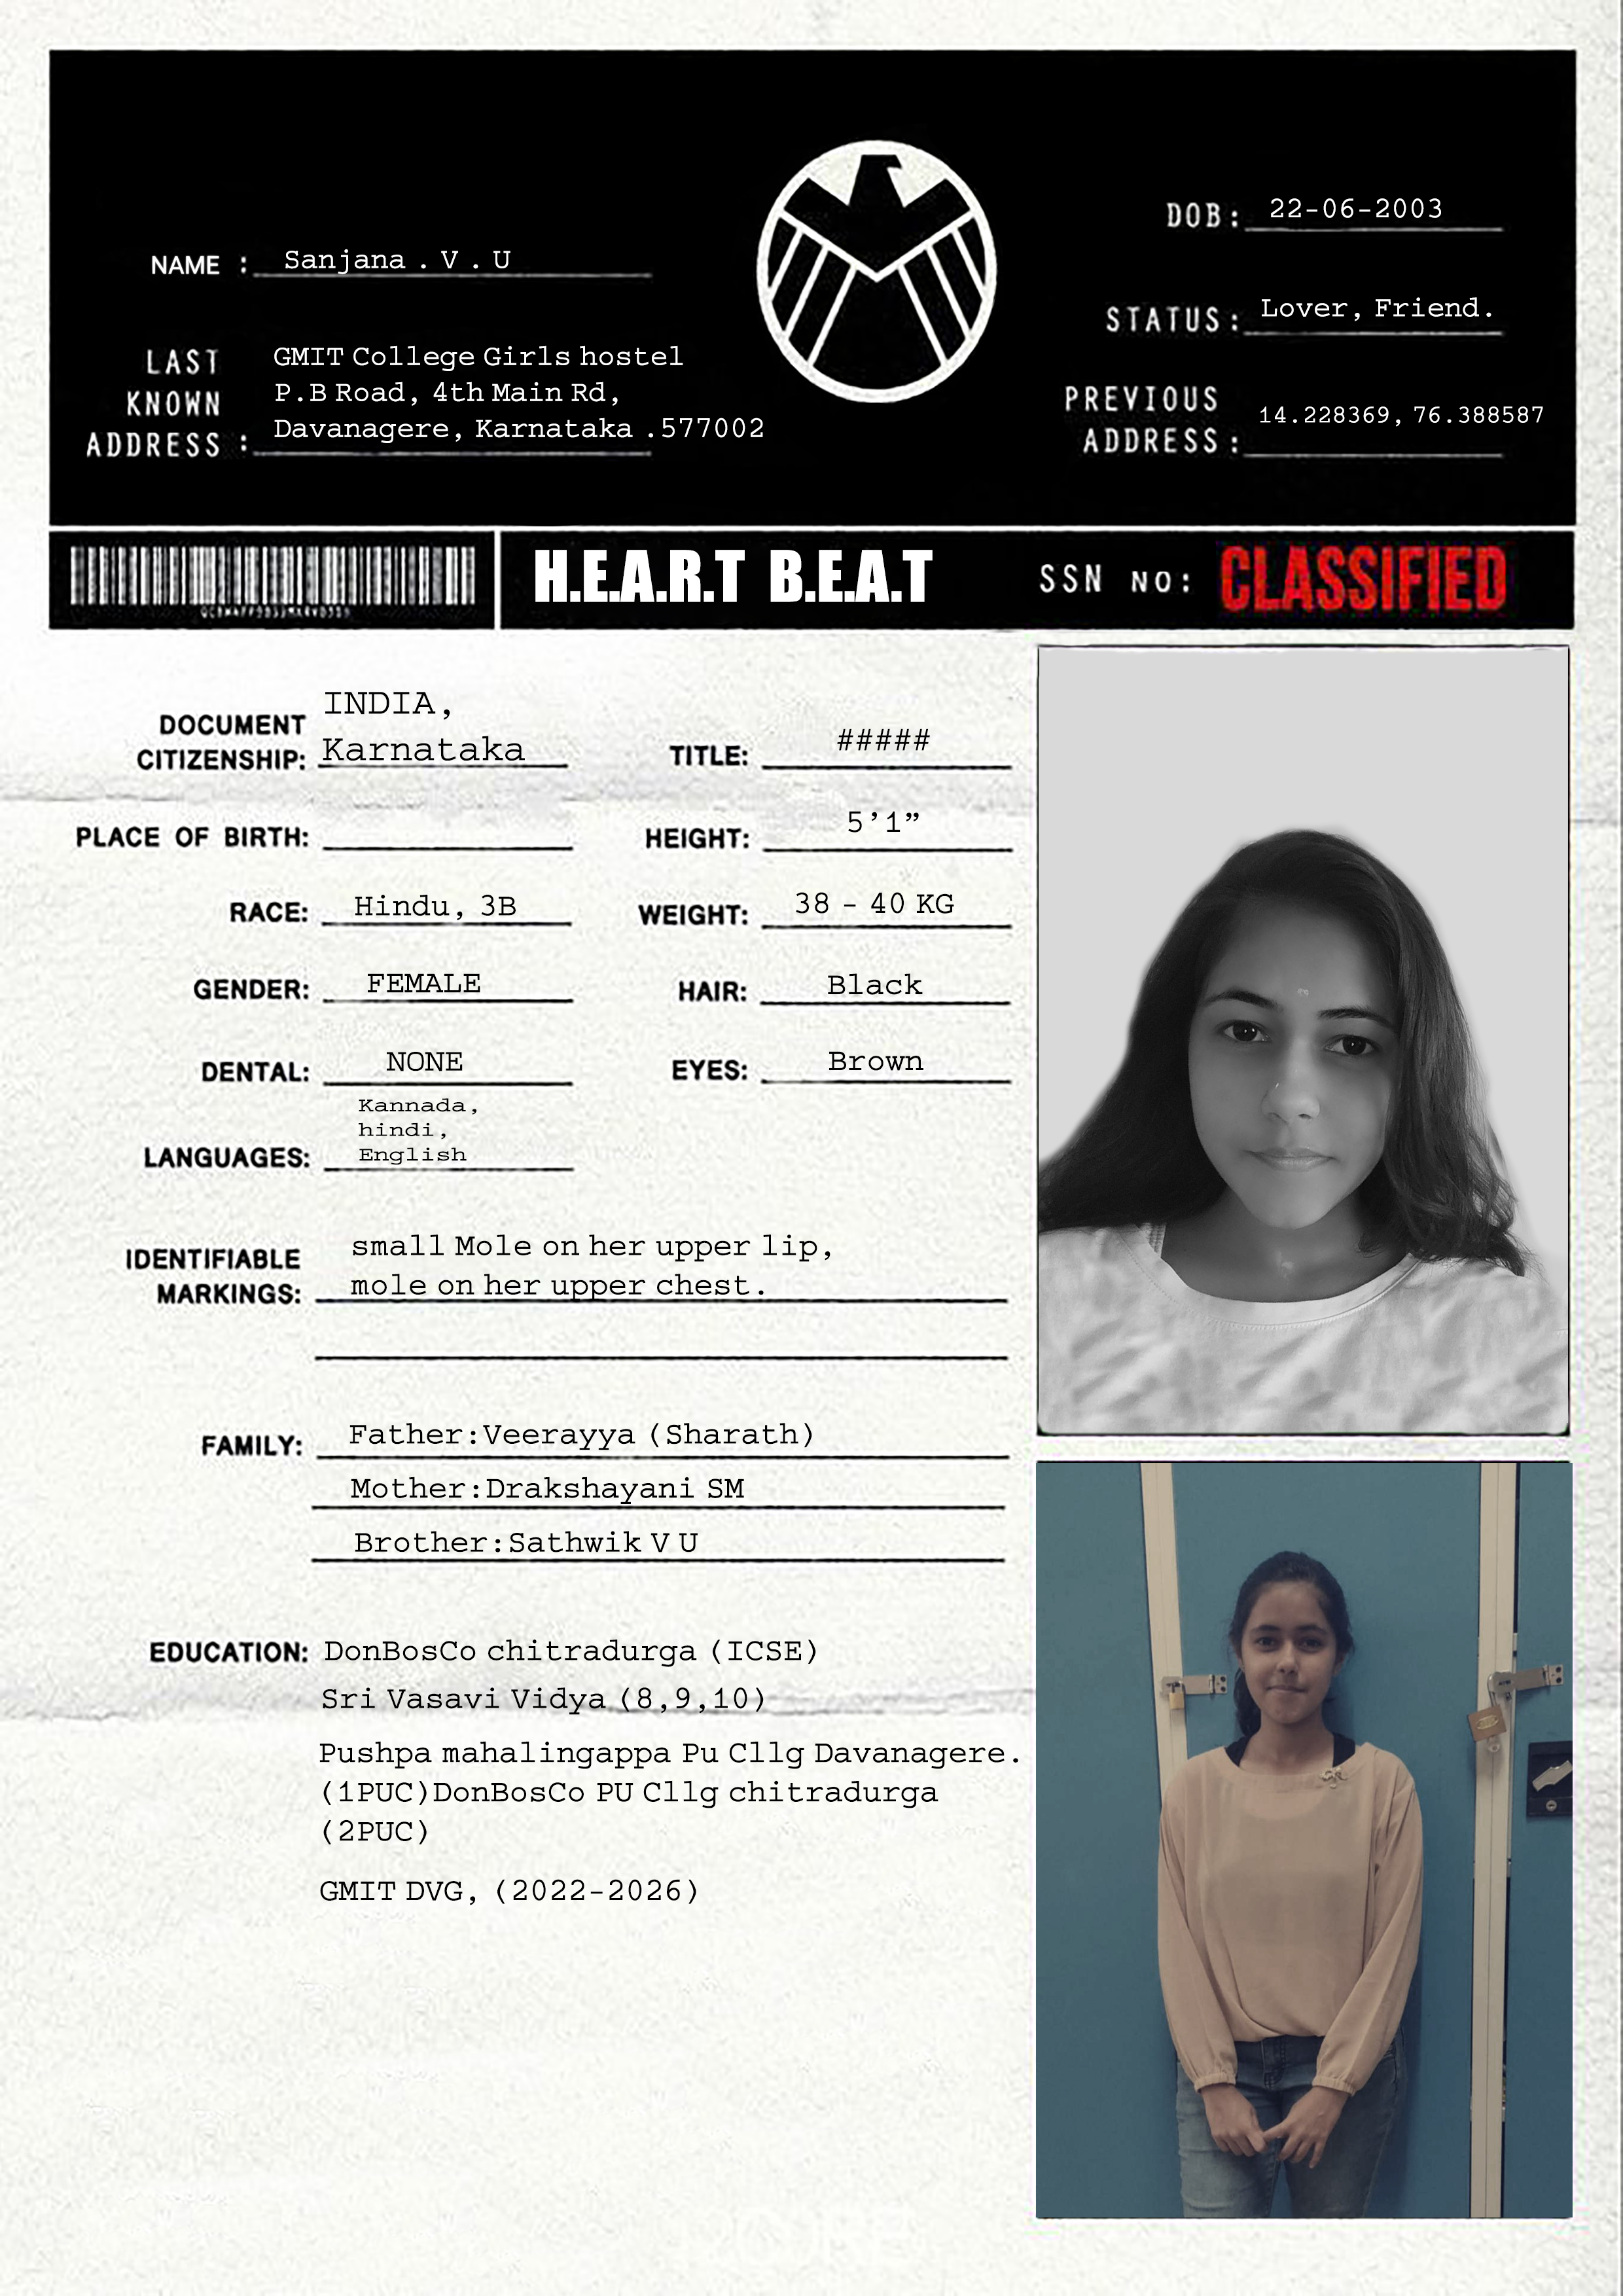 DOB: 22-06-2003
NAME : Sanjana . V . U
STATUS: Lover, Friend.
LAST KNOWN ADDRESS : GMIT College Girls hostel
P.B Road, 4th Main Rd,
Davanagere, Karnataka .577002
PREVIOUS ADDRESS: 14.228369, 76.388587
H.E.A.R.T B.E.A.T
SSN NO: CLASSIFIED
DOCUMENT CITIZENSHIP: INDIA,
Karnataka
TITLE: #####
PLACE OF BIRTH:
HEIGHT: 5’1”
RACE: Hindu, 3B
WEIGHT: 38 - 40 KG
GENDER: FEMALE
HAIR: Black
DENTAL: NONE
EYES: Brown
LANGUAGES: Kannada,
hindi,
English
IDENTIFIABLE MARKINGS: small Mole on her upper lip,
mole on her upper chest.
FAMILY: Father:Veerayya (Sharath)
Mother:Drakshayani SM
Brother:Sathwik V U
EDUCATION: DonBosCo chitradurga (ICSE)
Sri Vasavi Vidya (8,9,10)
Pushpa mahalingappa Pu Cllg Davanagere.
(1PUC)DonBosCo PU Cllg chitradurga
(2PUC)
GMIT DVG, (2022-2026)